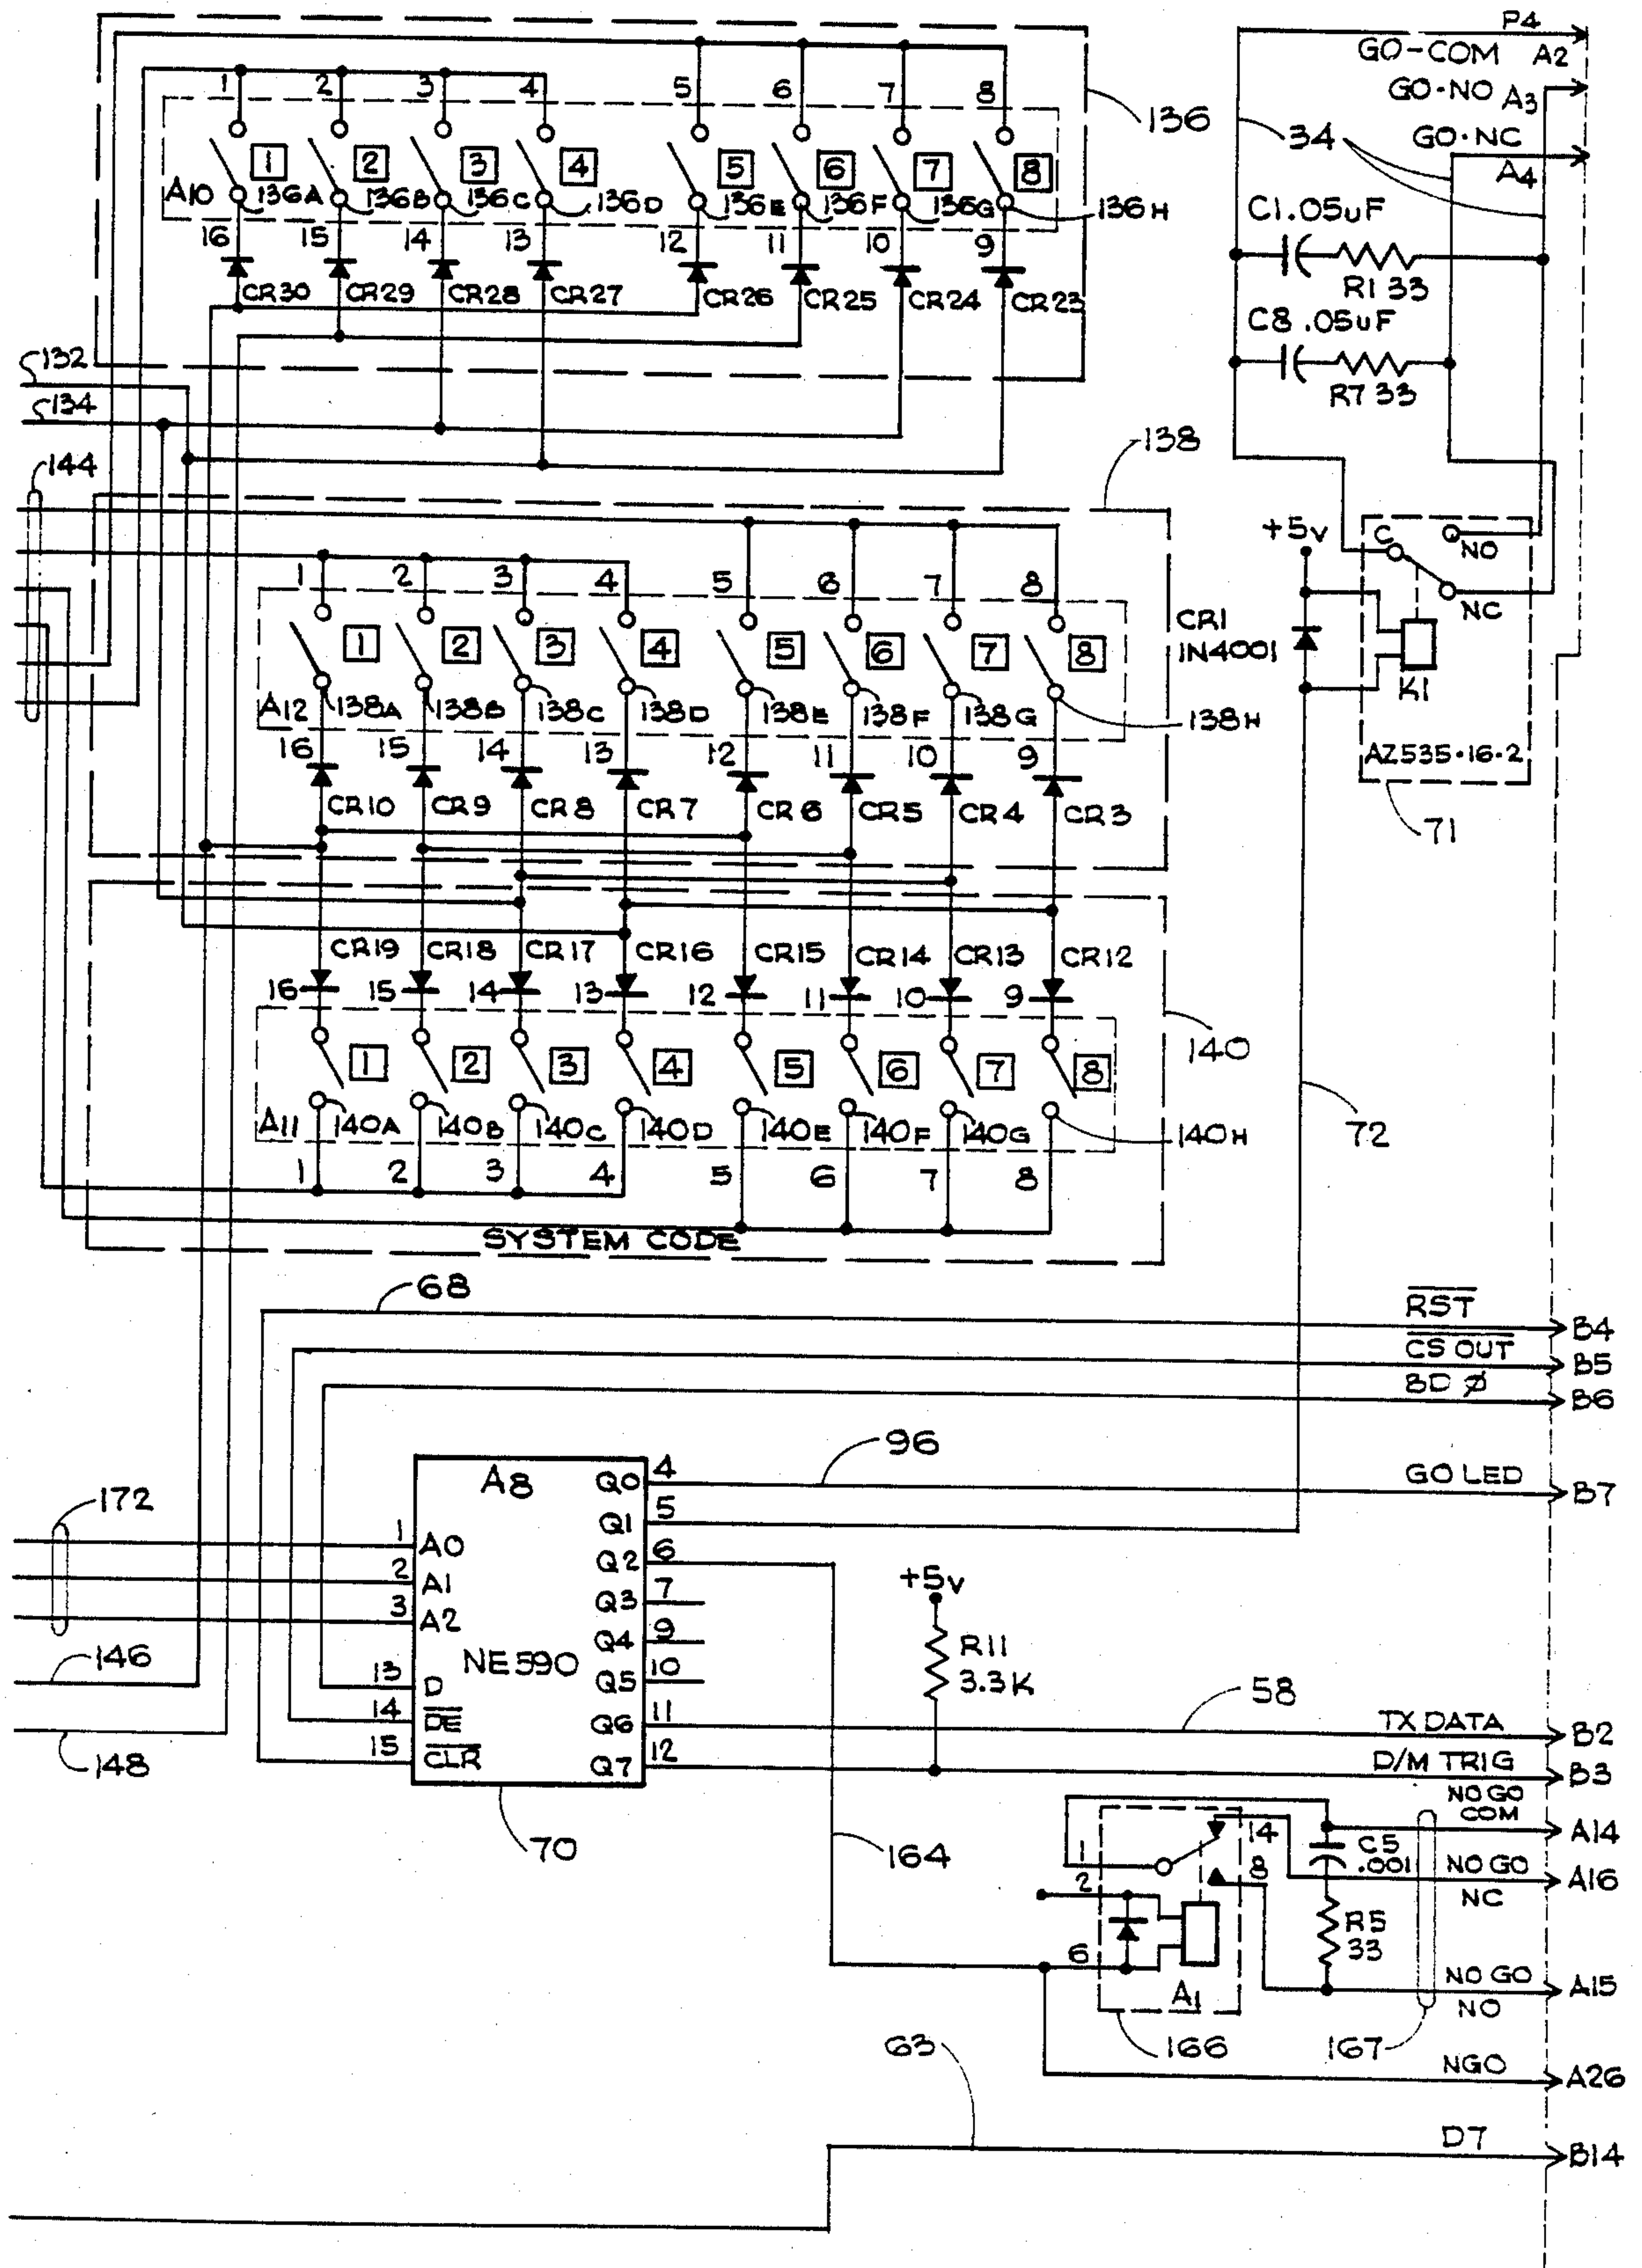 P4
GO-COM A2
GO-NO A3
GO-NC
A4
34
136
1 2 3 4 5 6 7 8
1 2 3 4 5 6 7 8
A10 136A 136B 136C 136D 136E 136F 136G 136H
16 15 14 13 12 11 10 9
CR30 CR29 CR28 CR27 CR26 CR25 CR24 CR23
C1 .05uF
R1 33
C8 .05uF
R7 33
132
134
144
138
1 2 3 4 5 6 7 8
1 2 3 4 5 6 7 8
A12 138A 138B 138C 138D 138E 138F 138G 138H
16 15 14 13 12 11 10 9
CR10 CR9 CR8 CR7 CR6 CR5 CR4 CR3
+5v
C NO
NC
CR1
1N4001
K1
AZ535-16-2
71
CR19 CR18 CR17 CR16 CR15 CR14 CR13 CR12
16 15 14 13 12 11 10 9
1 2 3 4 5 6 7 8
140
A11 140A 140B 140C 140D 140E 140F 140G 140H
1 2 3 4 5 6 7 8
SYSTEM CODE
72
68
R̅S̅T̅ B4
C̅S̅ ̅O̅U̅T̅ B5
BD Ø B6
96
GO LED B7
172
A8
NE590
1 A0
2 A1
3 A2
13 D
14 D̅E̅
15 C̅L̅R̅
Q0 4
Q1 5
Q2 6
Q3 7
Q4 9
Q5 10
Q6 11
Q7 12
146
148
70
+5v
R11
3.3K
58
TX DATA B2
D/M TRIG B3
NO GO
COM A14
164
1
2
6
14
8
C5
.001
NO GO
NC A16
R5
33
A1
NO GO
NO A15
166
167
NGO A26
63
D7 B14